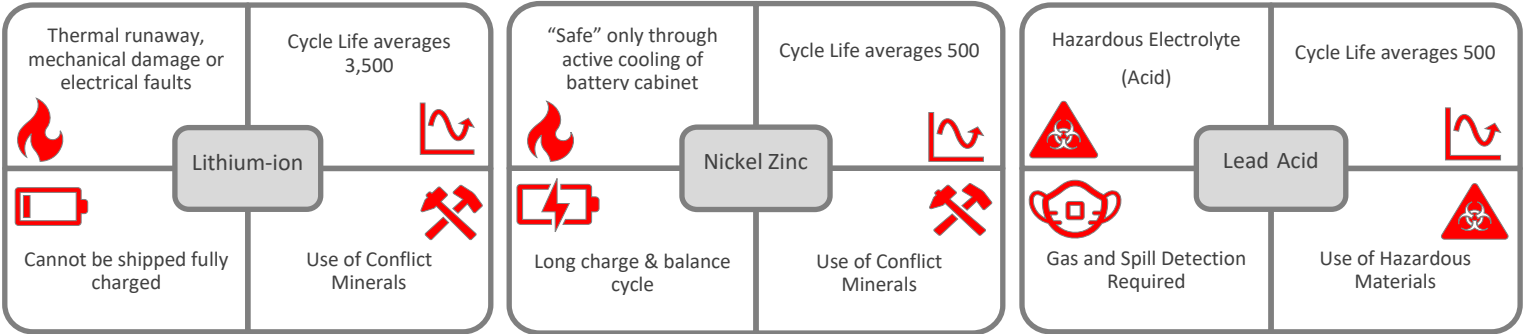 Thermal runaway,
mechanical damage or
electrical faults
Cycle Life averages
3,500
Lithium-ion
Cannot be shipped fully
charged
Use of Conflict
Minerals
“Safe” only through
active cooling of
battery cabinet
Cycle Life averages 500
Nickel Zinc
Long charge & balance
cycle
Use of Conflict
Minerals
Hazardous Electrolyte
(Acid)
Cycle Life averages 500
Lead Acid
Gas and Spill Detection
Required
Use of Hazardous
Materials